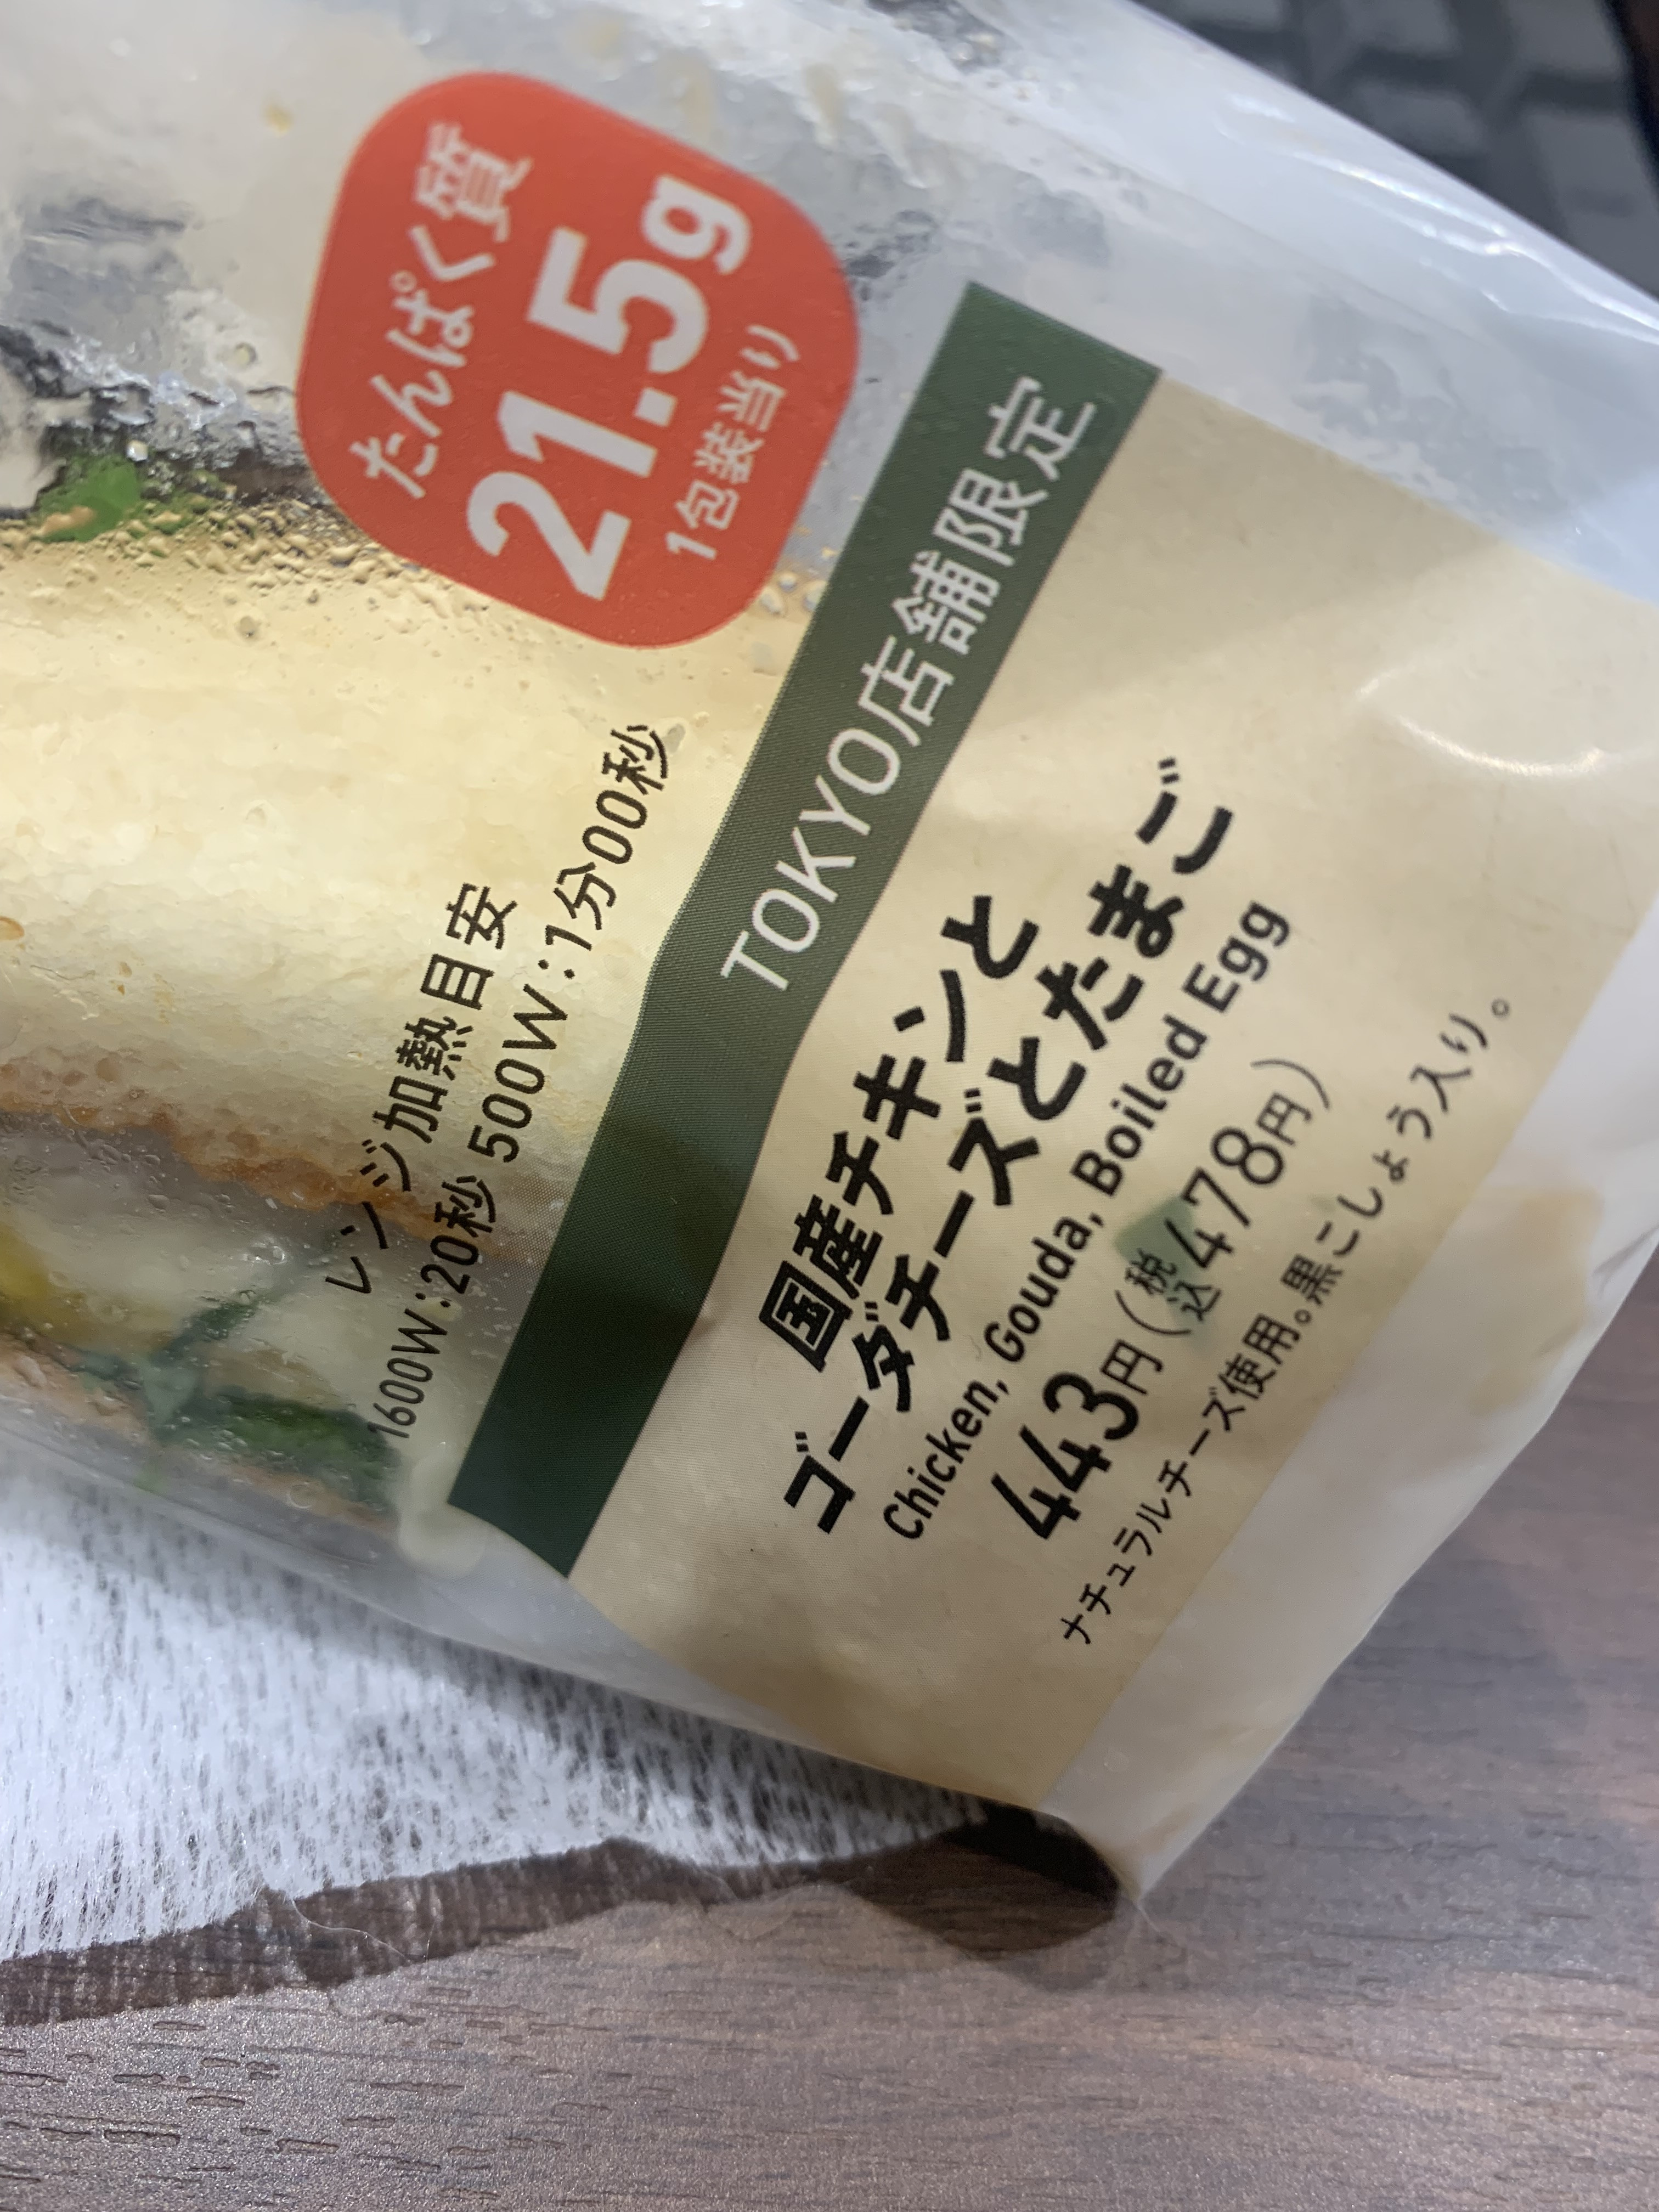 たんぱく質
21.5g
1包装当り
レンジ加熱目安
1600W:20秒 500W:1分00秒
TOKYO店舗限定
国産チキンと
ゴーダチーズとたまご
Chicken, Gouda, Boiled Egg
443円(税込478円)
ナチュラルチーズ使用。黒こしょう入り。